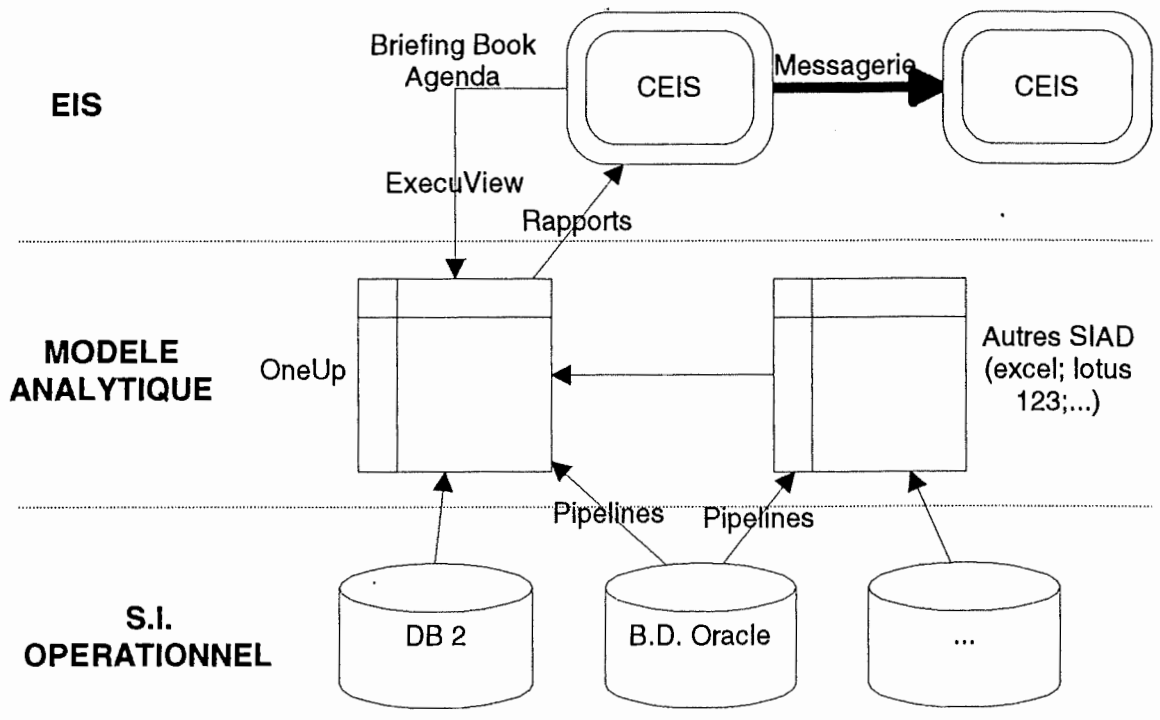 Briefing Book
Agenda
CEIS
Messagerie
CEIS
EIS
ExecuView
Rapports
MODELE
ANALYTIQUE
OneUp
Autres SIAD
(excel; lotus
123;...)
Pipelines
Pipelines
S.I.
OPERATIONNEL
DB 2
B.D. Oracle
...